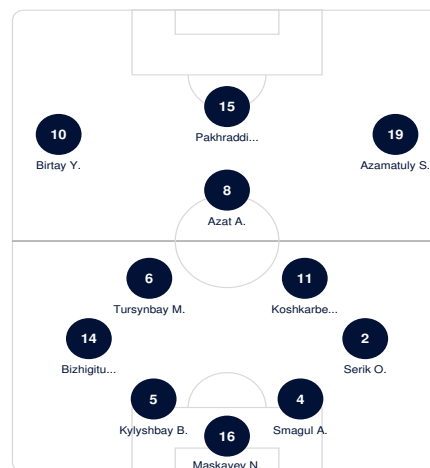 15
Pakhraddi...
10
Birtay Y.
19
Azamatuly S.
8
Azat A.
6
Tursynbay M.
11
Koshkarbe...
14
Bizhigitu...
2
Serik O.
5
Kylyshbay B.
4
Smagul A.
16
Maskayev N.